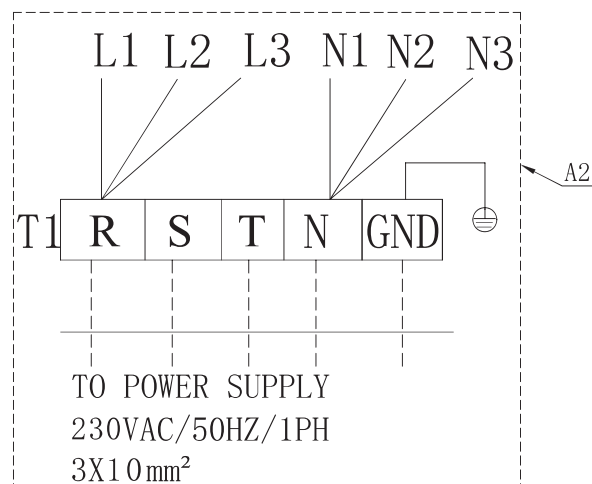 L1 L2 L3 N1 N2 N3
A2
T1 R S T N GND
TO POWER SUPPLY
230VAC/50HZ/1PH
3X10mm²